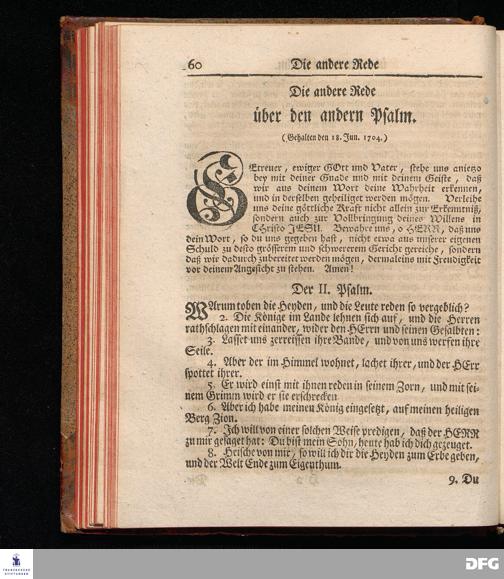 60 Die andere Rede
Die andere Rede
über den andern Psalm.
(Gehalten den 18. Jun. 1704.)
GEtreuer, ewiger GOtt und Vater, stehe uns anietzo
bey mit deiner Gnade und mit deinem Geiste, daß
wir aus deinem Wort deine Wahrheit erkennen,
und in derselben geheiliget werden mögen. Verleihe
uns deine göttliche Kraft nicht allein zur Erkenntniß,
sondern auch zur Vollbringung deines Willens in
CHristo JESU. Bewahre uns, o HERR, daß uns
dein Wort, so du uns gegeben hast, nicht etwa aus unserer eigenen
Schuld zu desto grösserem und schwererem Gerichte gereiche, sondern
daß wir dadurch zubereitet werden mögen, dermaleins mit Freudigkeit
vor deinem Angesicht zu stehen. Amen!
Der II. Psalm.
WArum toben die Heyden, und die Leute reden so vergeblich?
2. Die Könige im Lande lehnen sich auf, und die Herren
rathschlagen mit einander, wider den HErrn und seinen Gesalbten:
3. Lasset uns zerreissen ihre Bande, und von uns werfen ihre
Seile.
4. Aber der im Himmel wohnet, lachet ihrer, und der HErr
spottet ihrer.
5. Er wird einst mit ihnen reden in seinem Zorn, und mit sei-
nem Grimm wird er sie erschrecken
6. Aber ich habe meinen König eingesetzt, auf meinen heiligen
Berg Zion.
7. Ich will von einer solchen Weise predigen, daß der HERR
zu mir gesaget hat: Du bist mein Sohn, heute hab ich dich gezeuget.
8. Heische von mir, so will ich dir die Heyden zum Erbe geben,
und der Welt Ende zum Eigenthum.
9. Du
FRANCKESCHE
STIFTUNGEN
DFG